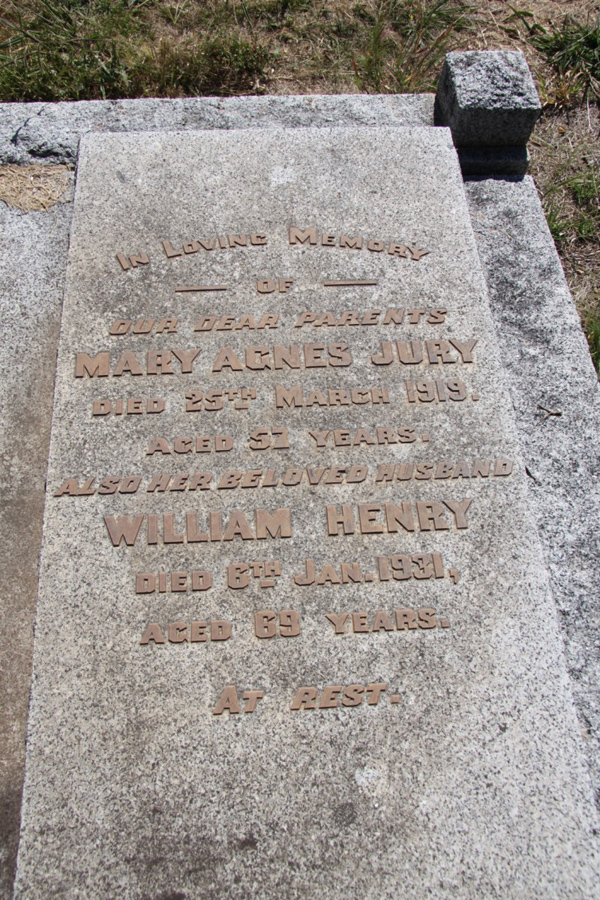 In Loving Memory
— OF —
OUR DEAR PARENTS
MARY AGNES JURY
DIED 25TH MARCH 1919.
AGED 57 YEARS.
ALSO HER BELOVED HUSBAND
WILLIAM HENRY
DIED 6TH JAN. 1931,
AGED 69 YEARS.
AT REST.